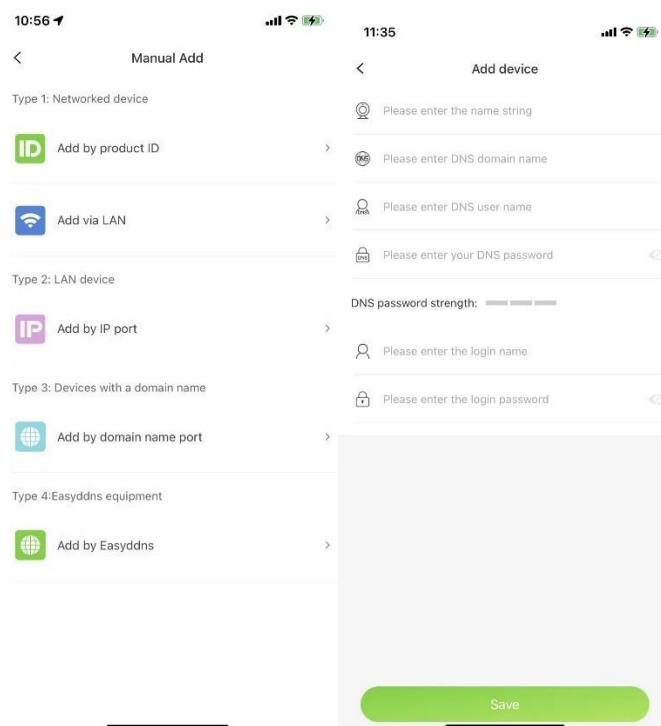 10:56
Manual Add
Type 1: Networked device
ID
Add by product ID
Add via LAN
Type 2: LAN device
IP
Add by IP port
Type 3: Devices with a domain name
Add by domain name port
Type 4:Easyddns equipment
Add by Easyddns
11:35
Add device
Please enter the name string
DNS
Please enter DNS domain name
DNS
Please enter DNS user name
DNS
Please enter your DNS password
DNS password strength:
Please enter the login name
Please enter the login password
Save